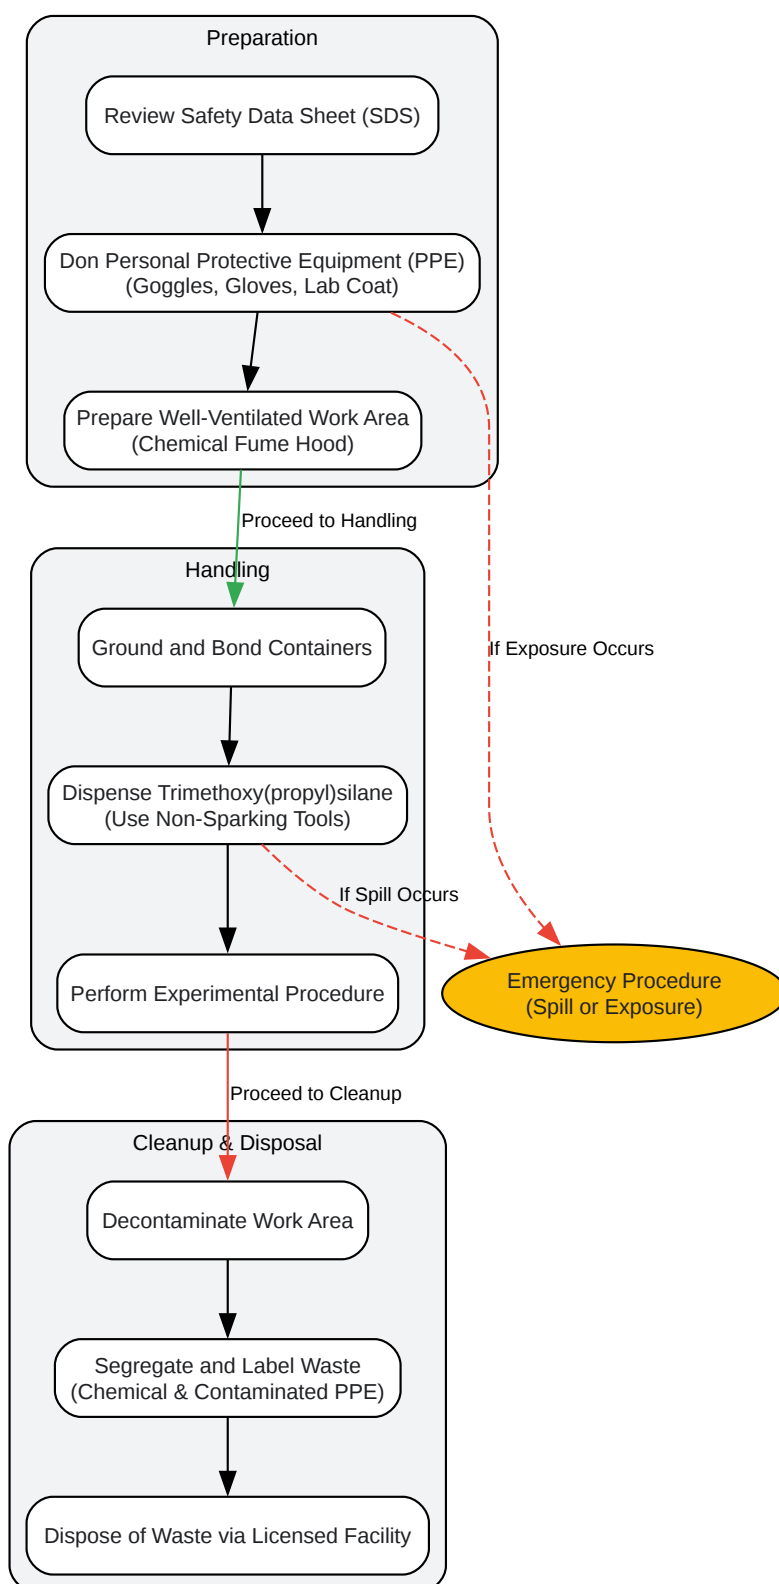 Preparation
Review Safety Data Sheet (SDS)
Don Personal Protective Equipment (PPE)
(Goggles, Gloves, Lab Coat)
Prepare Well-Ventilated Work Area
(Chemical Fume Hood)
Proceed to Handling
Handling
Ground and Bond Containers
If Exposure Occurs
Dispense Trimethoxy(propyl)silane
(Use Non-Sparking Tools)
If Spill Occurs
Perform Experimental Procedure
Emergency Procedure
(Spill or Exposure)
Proceed to Cleanup
Cleanup & Disposal
Decontaminate Work Area
Segregate and Label Waste
(Chemical & Contaminated PPE)
Dispose of Waste via Licensed Facility